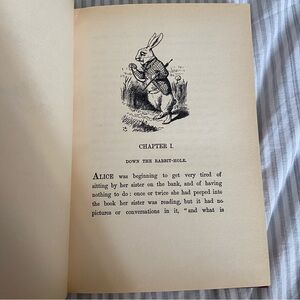 CHAPTER I.
DOWN THE RABBIT-HOLE.
ALICE was beginning to get very tired of
sitting by her sister on the bank, and of having
nothing to do: once or twice she had peeped into
the book her sister was reading, but it had no
pictures or conversations in it, "and what is